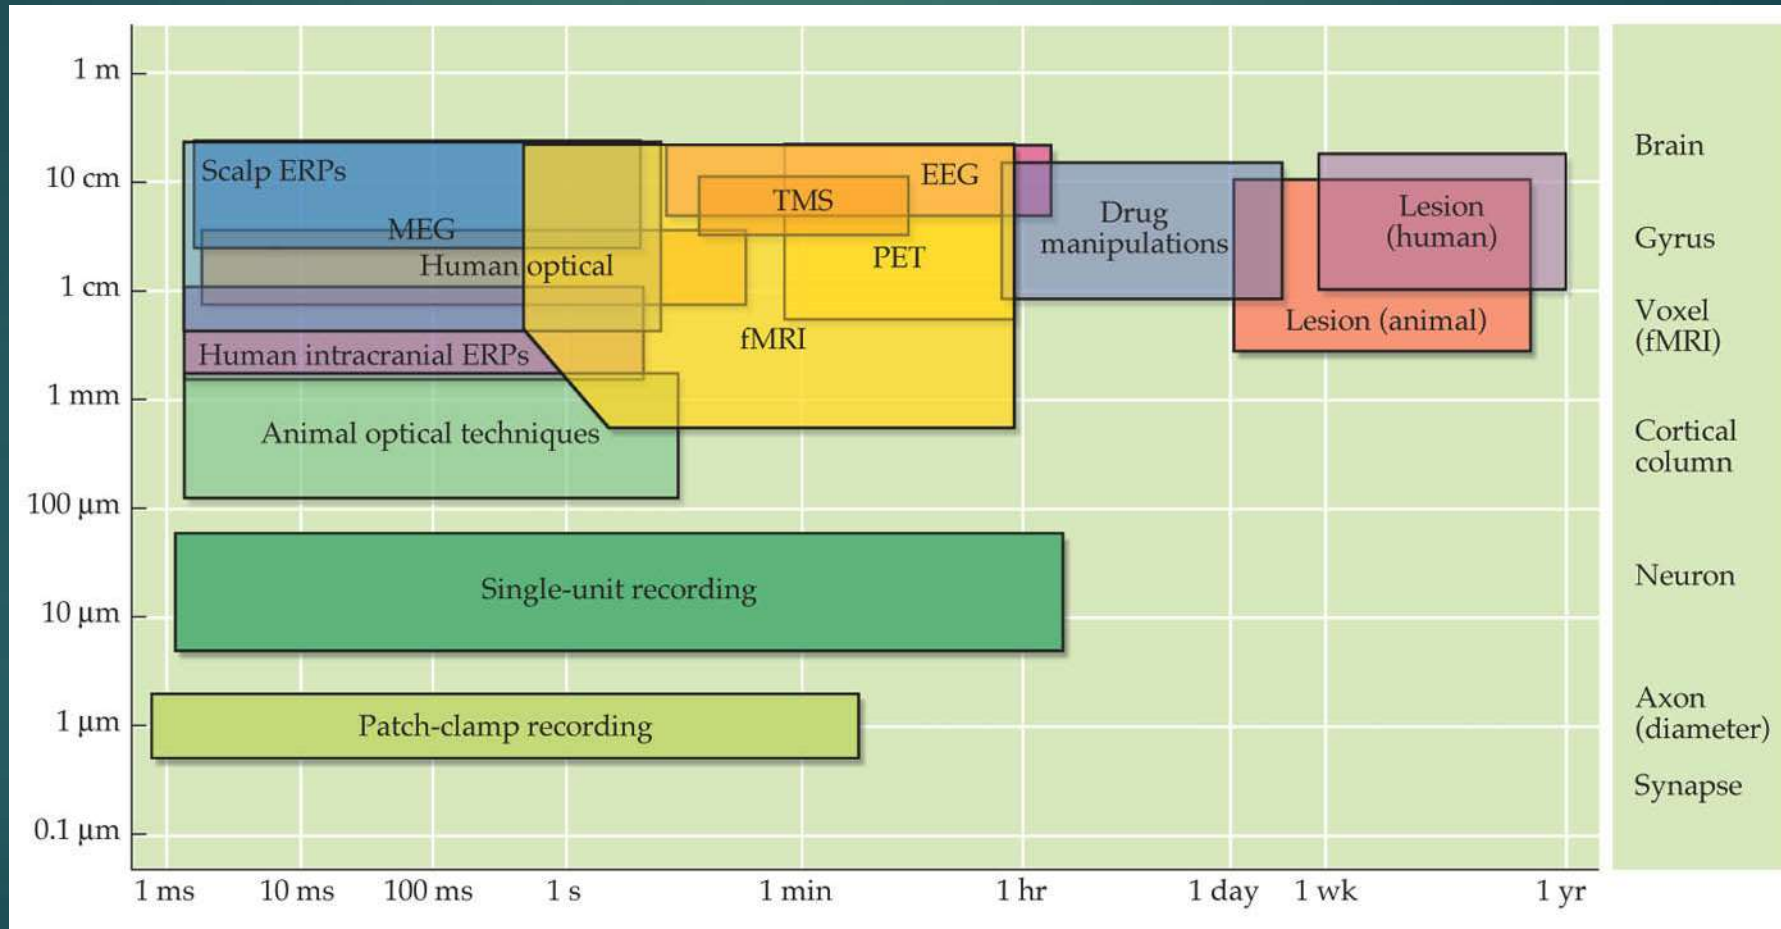 1 m
10 cm
1 cm
1 mm
100 µm
10 µm
1 µm
0.1 µm
Scalp ERPs
MEG
Human optical
Human intracranial ERPs
Animal optical techniques
EEG
TMS
PET
fMRI
Drug
manipulations
Lesion
(human)
Lesion (animal)
Single-unit recording
Patch-clamp recording
1 ms
10 ms
100 ms
1 s
1 min
1 hr
1 day
1 wk
1 yr
Brain
Gyrus
Voxel
(fMRI)
Cortical
column
Neuron
Axon
(diameter)
Synapse